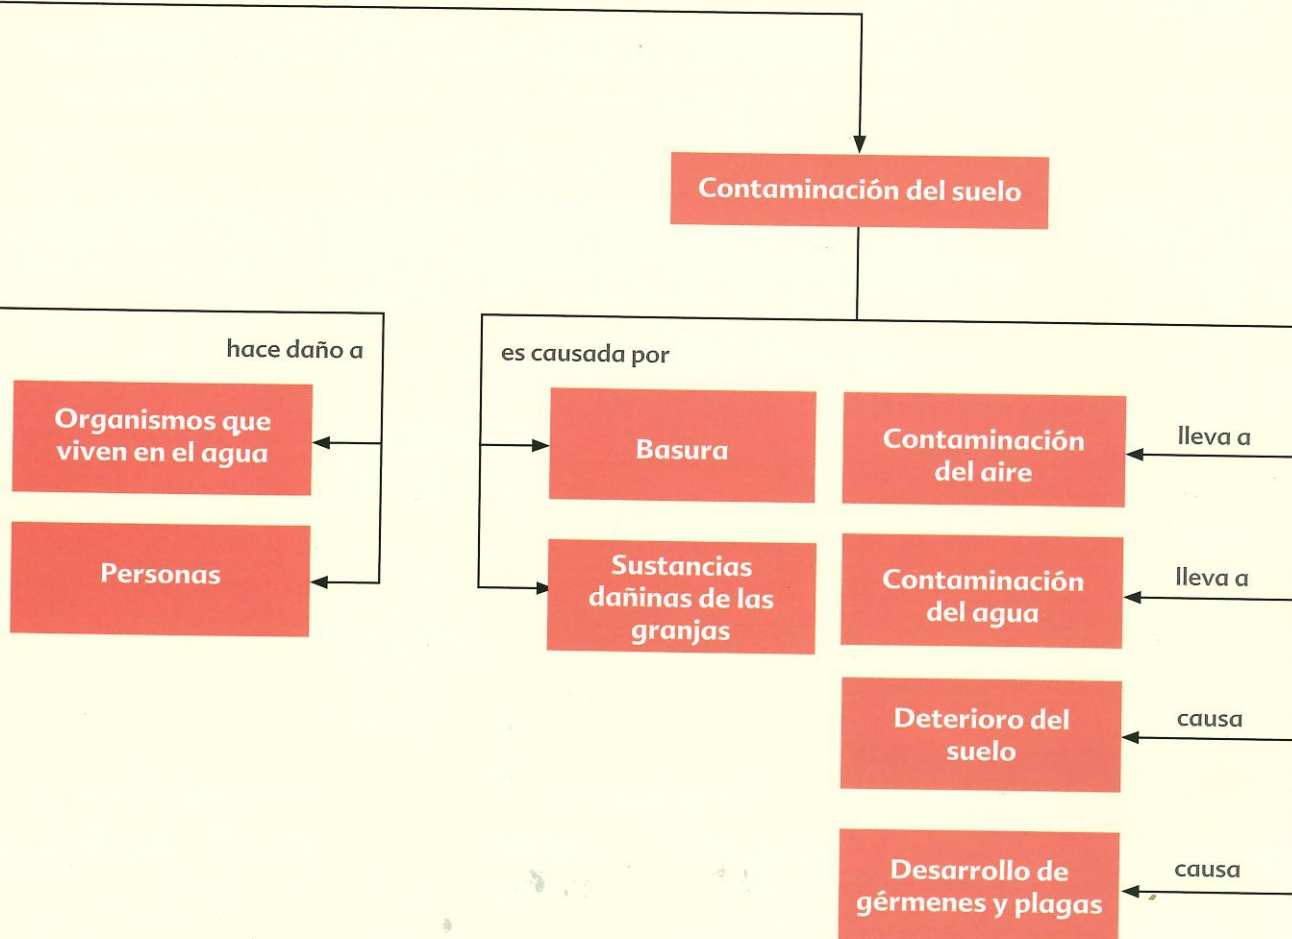 Contaminación del suelo
hace daño a
Organismos que
viven en el agua
Personas
es causada por
Basura
Sustancias
dañinas de las
granjas
Contaminación
del aire
lleva a
Contaminación
del agua
lleva a
Deterioro del
suelo
causa
Desarrollo de
gérmenes y plagas
causa